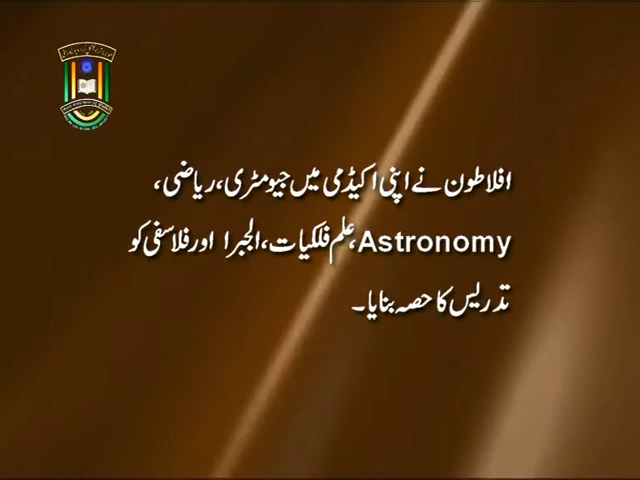 افلاطون نے اپنی اکیڈمی میں جیومٹری، ریاضی،
Astronomy، علم فلکیات، الجبرا اور فلاسفی کو
تدریس کا حصہ بنایا۔